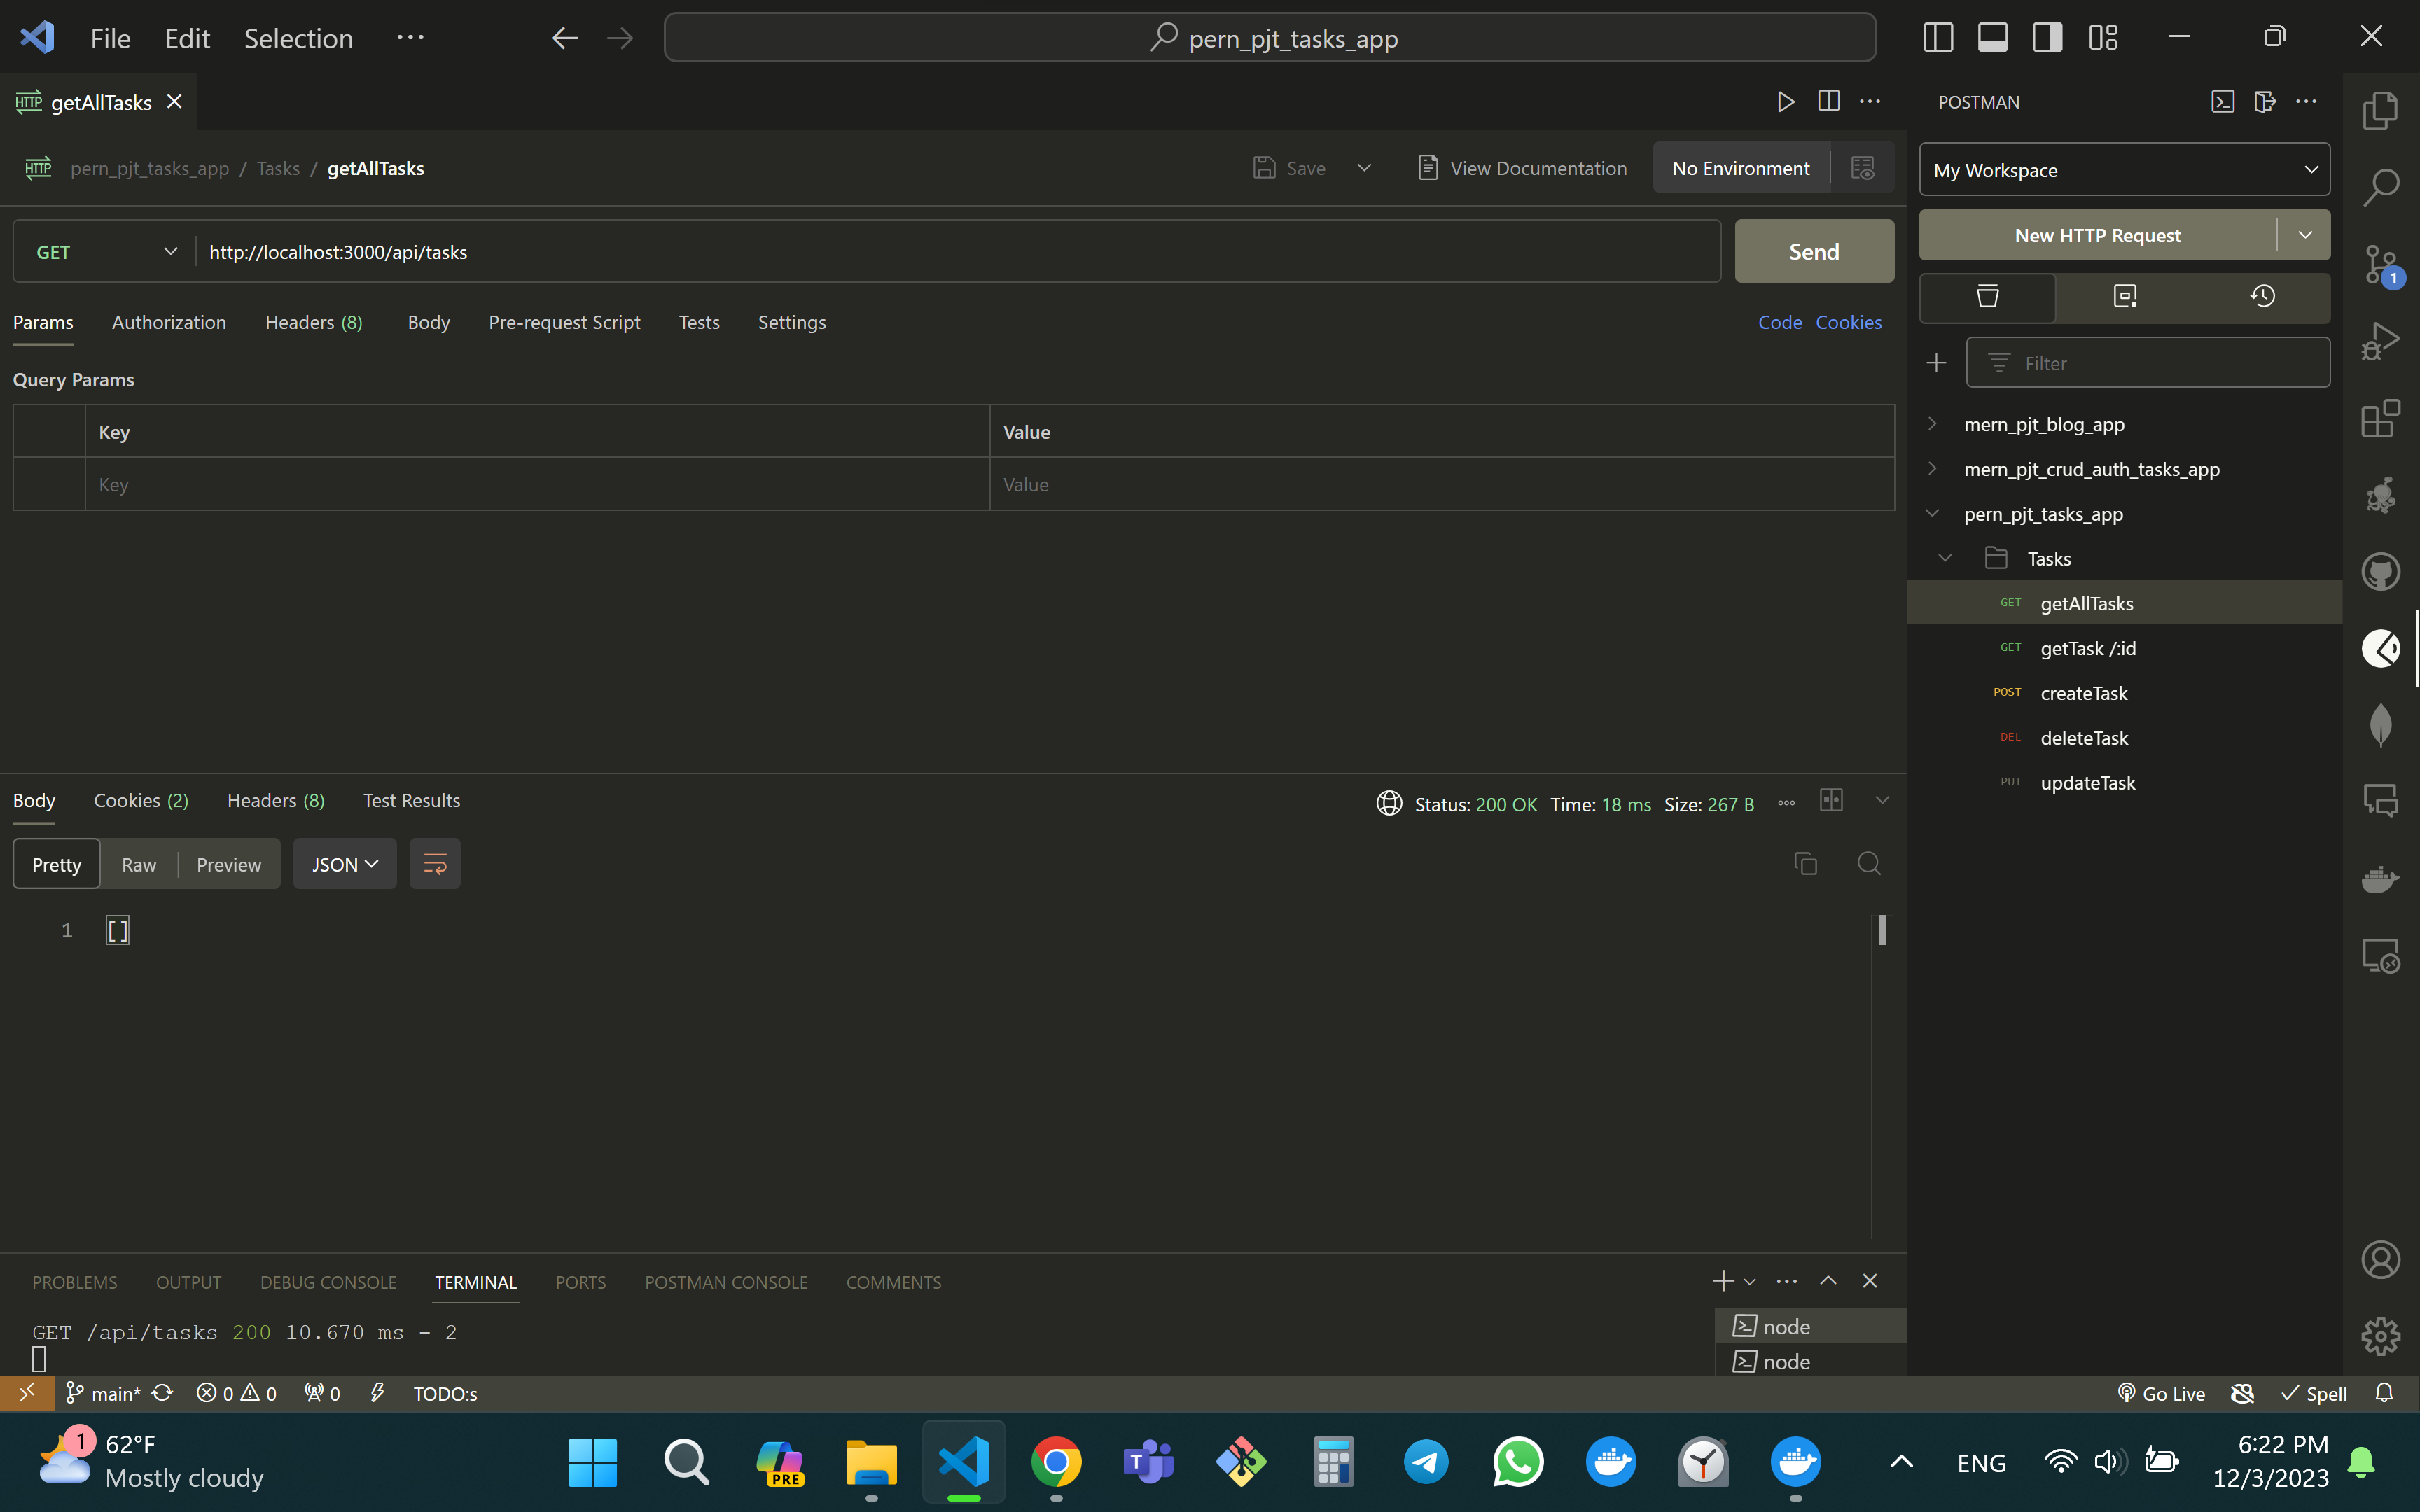 File Edit Selection ···
pern_pjt_tasks_app
HTTP getAllTasks
POSTMAN
HTTP pern_pjt_tasks_app / Tasks / getAllTasks
Save
View Documentation
No Environment
My Workspace
GET http://localhost:3000/api/tasks
Send
New HTTP Request
1
Params Authorization Headers (8) Body Pre-request Script Tests Settings
Code Cookies
Filter
Query Params
Key Value
Key Value
mern_pjt_blog_app
mern_pjt_crud_auth_tasks_app
pern_pjt_tasks_app
Tasks
GET getAllTasks
GET getTask /:id
POST createTask
DEL deleteTask
PUT updateTask
Body Cookies (2) Headers (8) Test Results
Status: 200 OK Time: 18 ms Size: 267 B
Pretty Raw Preview JSON
1 []
PROBLEMS OUTPUT DEBUG CONSOLE TERMINAL PORTS POSTMAN CONSOLE COMMENTS
GET /api/tasks 200 10.670 ms - 2
node
node
main* 0 0 0 TODO:s
Go Live
Spell
1
62°F
Mostly cloudy
PRE
T
ENG
6:22 PM
12/3/2023